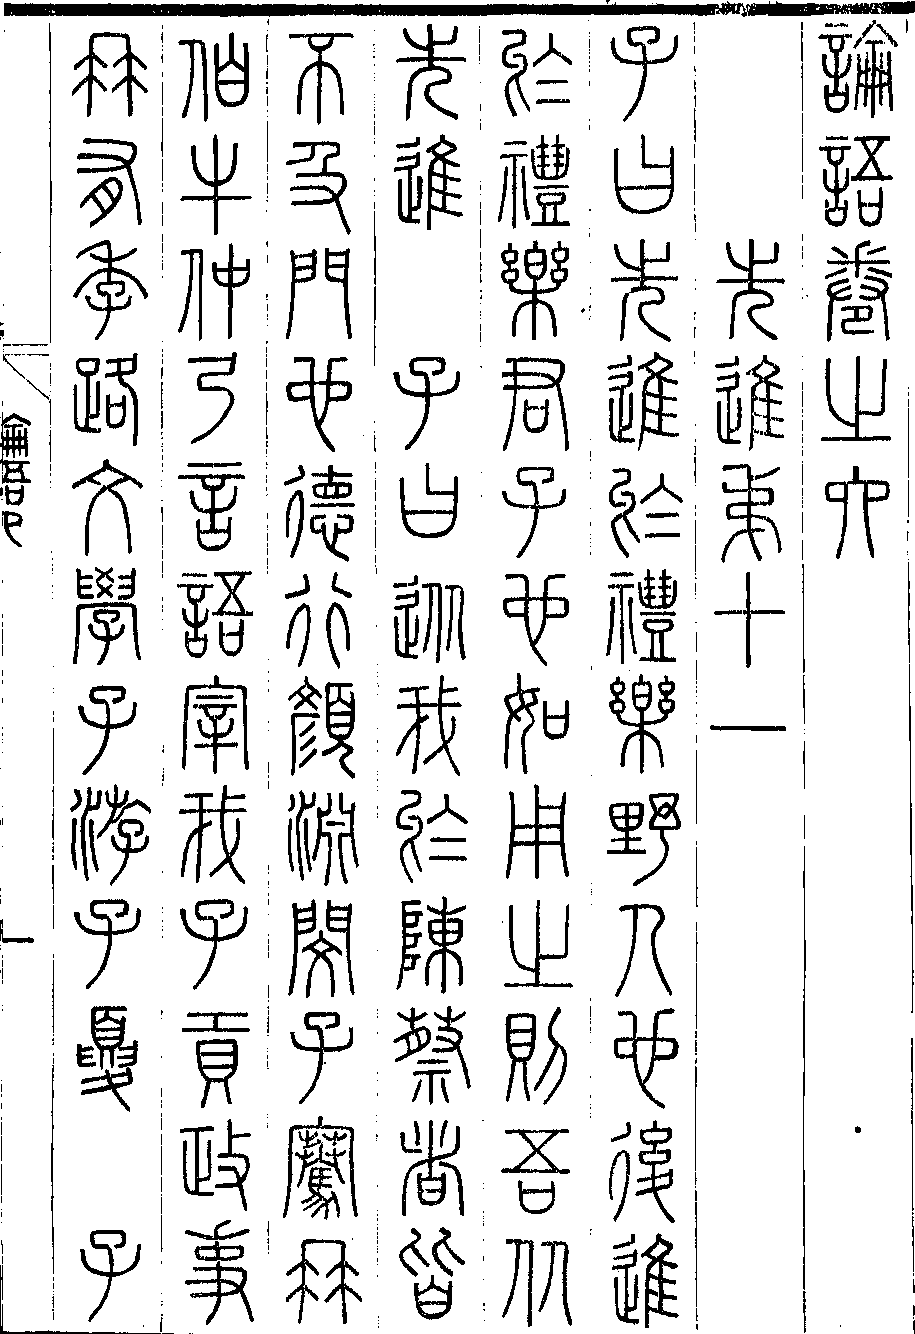 論語卷之六
先進弟十一
子曰先進於禮樂野人也後進
於禮樂君子也如用之則吾从
先進　子曰從我於陳蔡者皆
不及門也德行顏淵閔子騫冉
伯牛仲弓言語宰我子貢政事
冉有季路文學子游子夏　子
論語